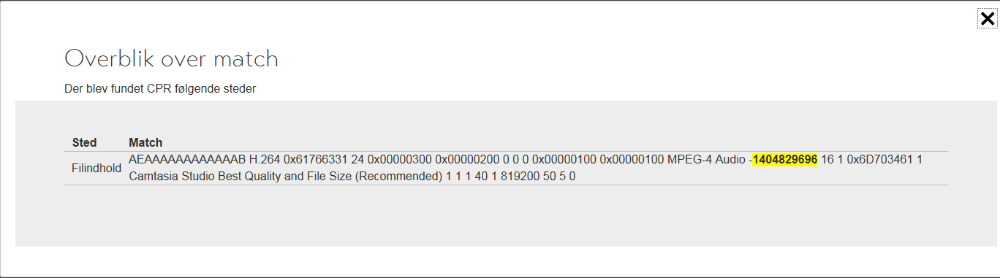 Overblik over match
Der blev fundet CPR følgende steder
Sted Match
Filindhold AEAAAAAAAAAAAAB H.264 0x61766331 24 0x00000300 0x00000200 0 0 0 0x00000100 0x00000100 MPEG-4 Audio -1404829696 16 1 0x6D703461 1
Camtasia Studio Best Quality and File Size (Recommended) 1 1 1 40 1 819200 50 5 0